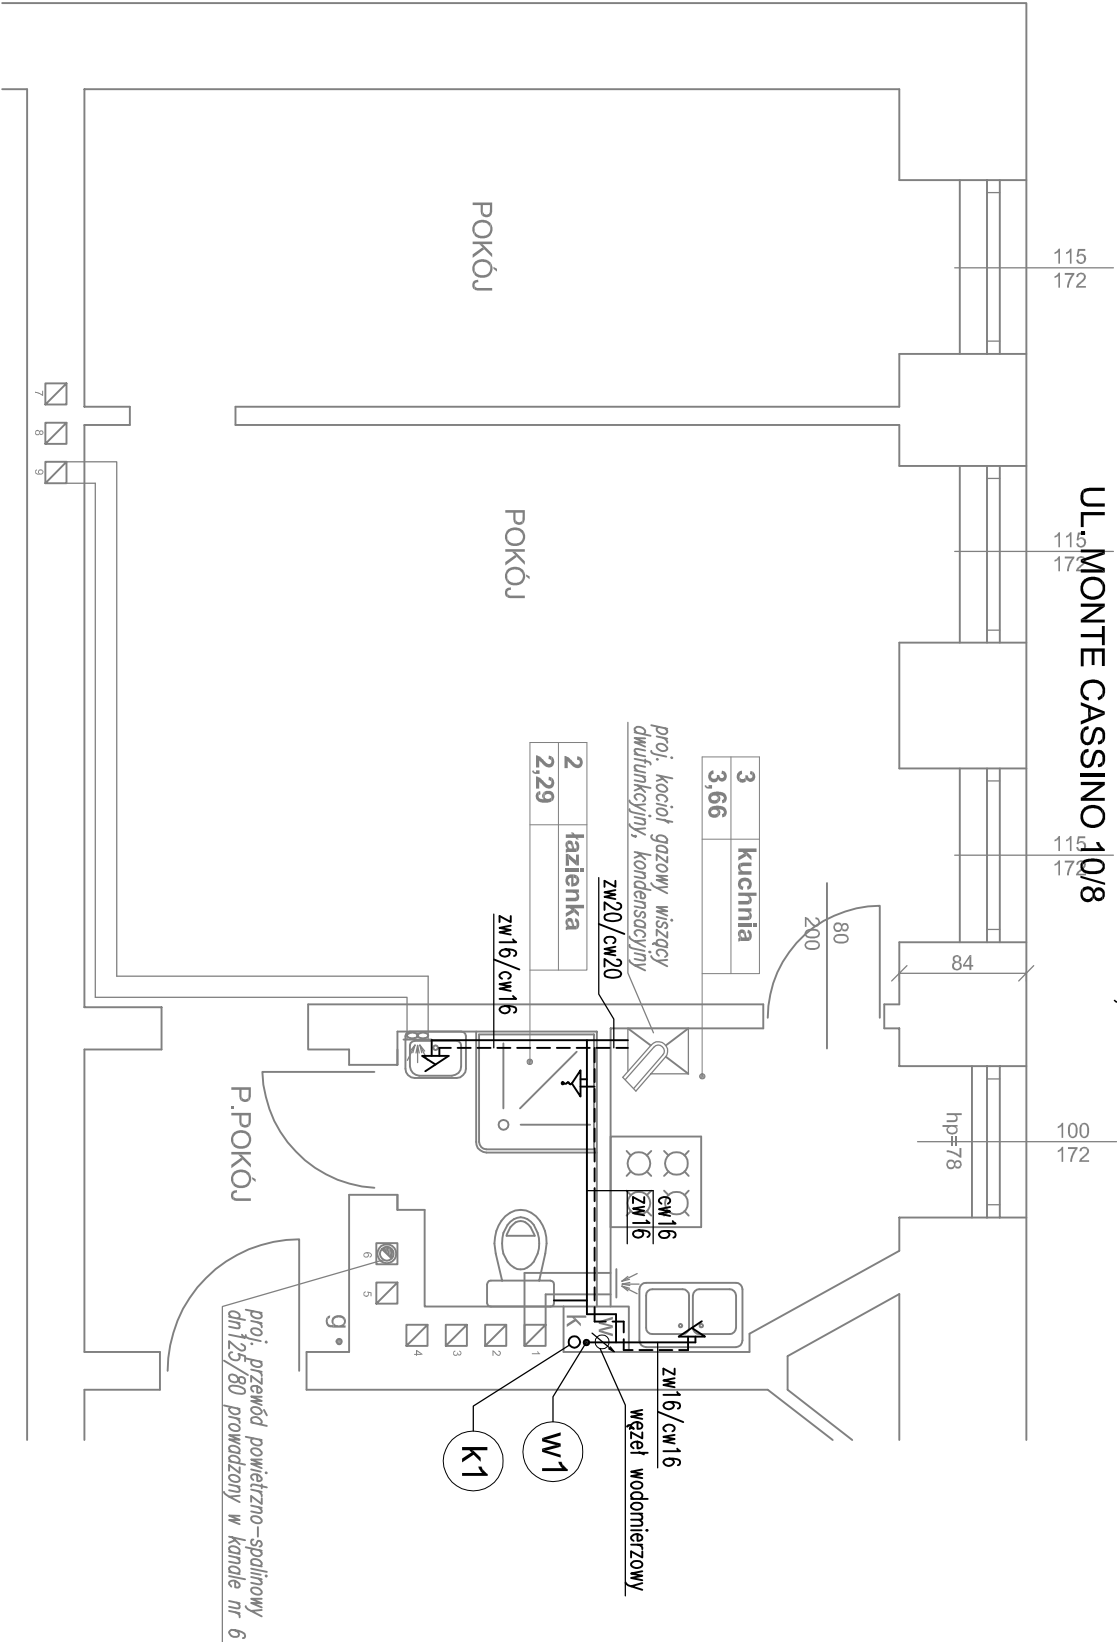 UL. MONTE CASSINO 10/8
115
172
115
172
115
172
100
172
hp=78
84
80
200
POKÓJ
POKÓJ
3 kuchnia
3,66
proj. kocioł gazowy wiszący
dwufunkcyjny, kondensacyjny
zw20/cw20
2 łazienka
2,29
zw16/cw16
cw16
zw16
zw16/cw16
węzeł wodomierzowy
w
k
w1
k1
1
2
3
4
5
6
7
8
9
g
P.POKÓJ
proj. przewód powietrzno-spalinowy
dn125/80 prowadzony w kanale nr 6